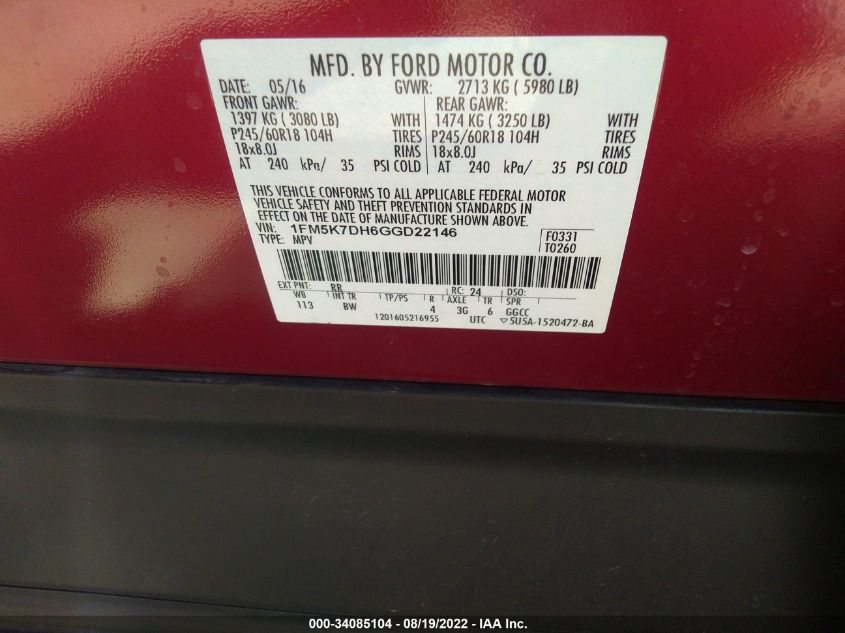 MFD. BY FORD MOTOR CO.
DATE: 05/16 GVWR: 2713 KG ( 5980 LB)
FRONT GAWR: REAR GAWR:
1397 KG ( 3080 LB) WITH 1474 KG ( 3250 LB) WITH
P245/60R18 104H TIRES P245/60R18 104H TIRES
18x8.0J RIMS 18x8.0J RIMS
AT 240 kPa/ 35 PSI COLD AT 240 kPa/ 35 PSI COLD
THIS VEHICLE CONFORMS TO ALL APPLICABLE FEDERAL MOTOR
VEHICLE SAFETY AND THEFT PREVENTION STANDARDS IN
EFFECT ON THE DATE OF MANUFACTURE SHOWN ABOVE.
VIN: 1FM5K7DH6GGD22146 F0331
TYPE: MPV T0260
EXT PNT: RR RC: 24 DSO:
WB INT TR TP/PS R AXLE TR SPR
113 BW 4 3G 6 GGCC
1201605216955 UTC ▽5U5A-1520472-BA
000-34085104 - 08/19/2022 - IAA Inc.